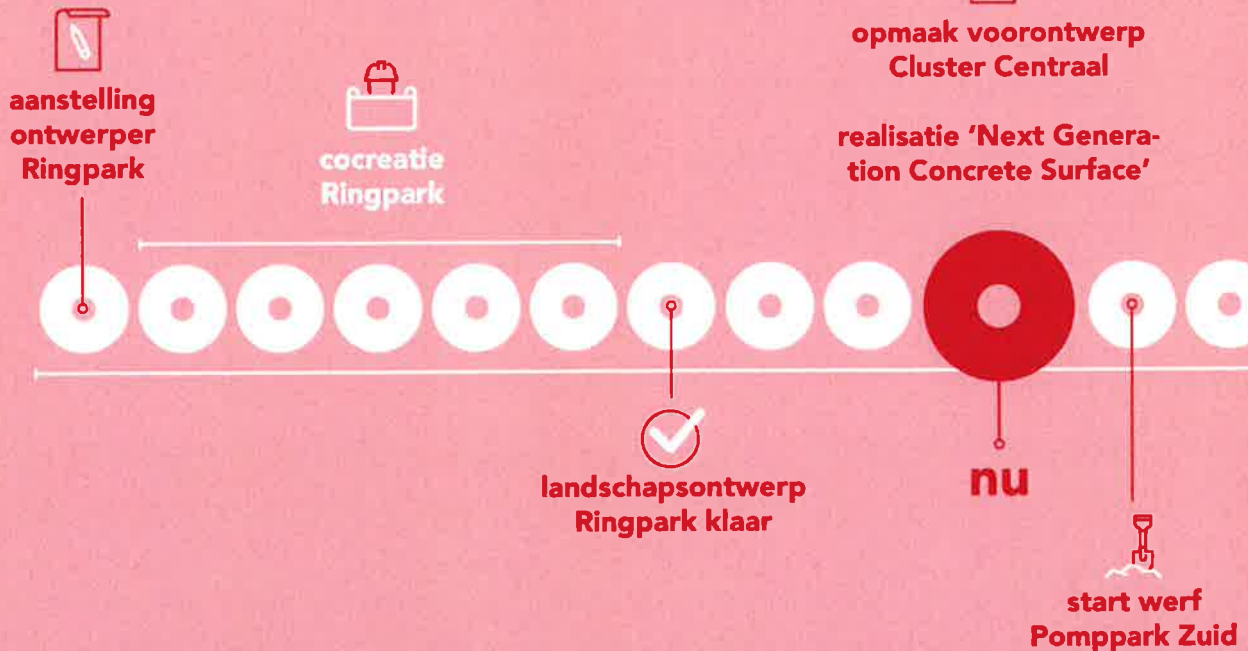 aanstelling
ontwerper
Ringpark
cocreatie
Ringpark
opmaak voorontwerp
Cluster Centraal
realisatie 'Next Genera-
tion Concrete Surface'
landschapsontwerp
Ringpark klaar
nu
start werf
Pomppark Zuid